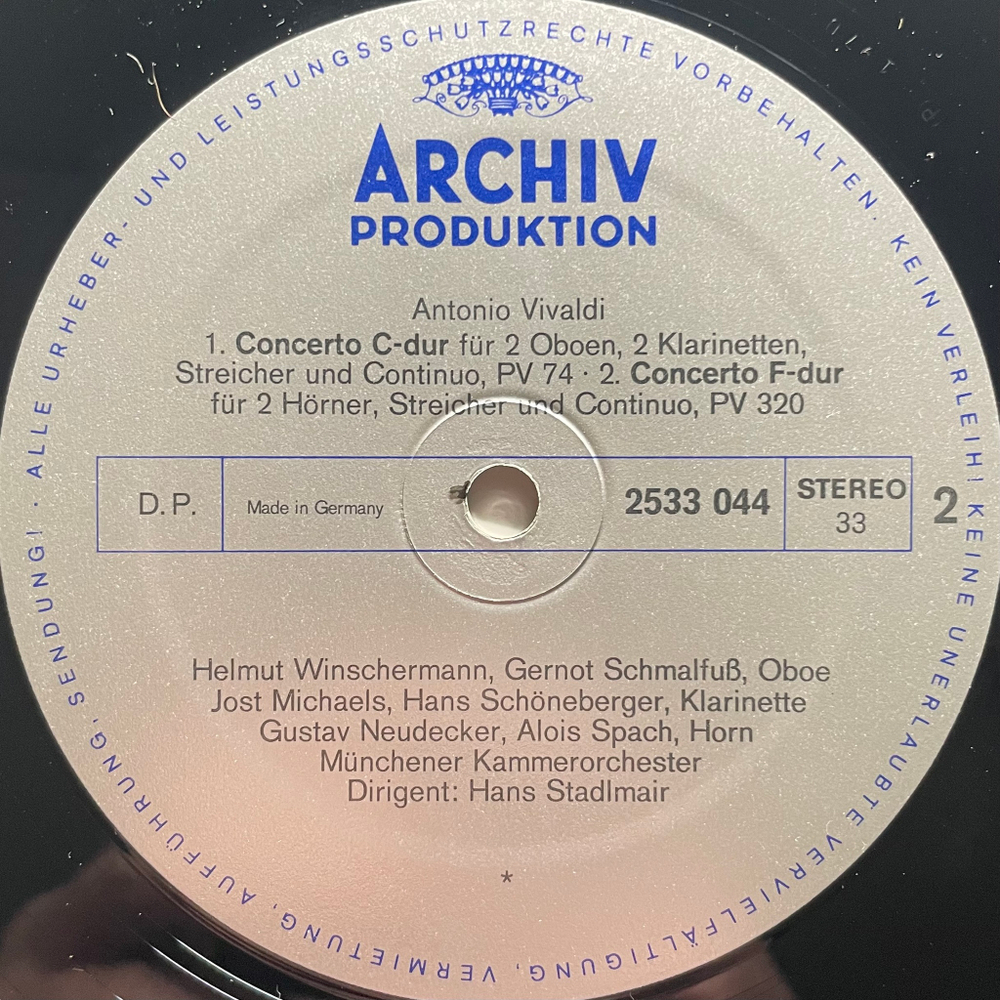 ARCHIV
PRODUKTION
Antonio Vivaldi
1. Concerto C-dur für 2 Oboen, 2 Klarinetten,
Streicher und Continuo, PV 74 · 2. Concerto F-dur
für 2 Hörner, Streicher und Continuo, PV 320
D.P.
Made in Germany
2533 044
STEREO
33
2
Helmut Winschermann, Gernot Schmalfuß, Oboe
Jost Michaels, Hans Schöneberger, Klarinette
Gustav Neudecker, Alois Spach, Horn
Münchener Kammerorchester
Dirigent: Hans Stadlmair
*
· ALLE URHEBER- UND LEISTUNGSSCHUTZRECHTE VORBEHALTEN. KEIN VERLEIH! KEINE UNERLAUBTE VERVIELFÄLTIGUNG, VERMIETUNG, AUFFÜHRUNG, SENDUNG!